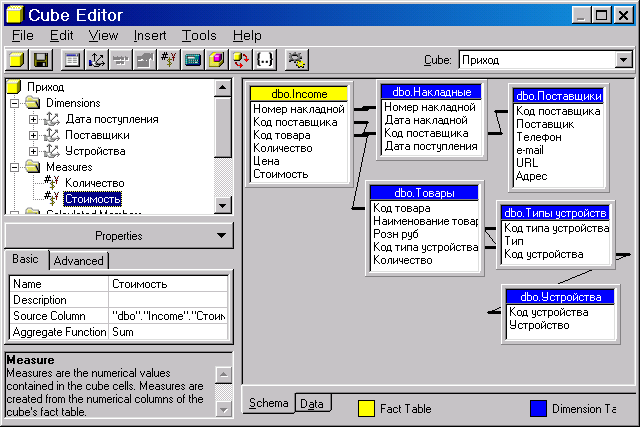 Cube Editor
File Edit View Insert Tools Help
Cube: Приход
Приход
Dimensions
Дата поступления
Поставщики
Устройства
Measures
Количество
Стоимость
Calculated Members
Properties
Basic Advanced
Name Стоимость
Description
Source Column "dbo"."Income"."Стоим
Aggregate Function Sum
Measure
Measures are the numerical values
contained in the cube cells. Measures are
created from the numerical columns of the
cube's fact table.
dbo.Income
Номер накладной
Код поставщика
Код товара
Количество
Цена
Стоимость
dbo.Накладные
Номер накладной
Дата накладной
Код поставщика
Дата поступления
dbo.Поставщики
Код поставщика
Поставщик
Телефон
e-mail
URL
Адрес
dbo.Товары
Код товара
Наименование товар
Розн руб
Код типа устройства
Количество
dbo.Типы устройств
Код типа устройства
Тип
Код устройства
dbo.Устройства
Код устройства
Устройство
Schema Data
Fact Table
Dimension Ta